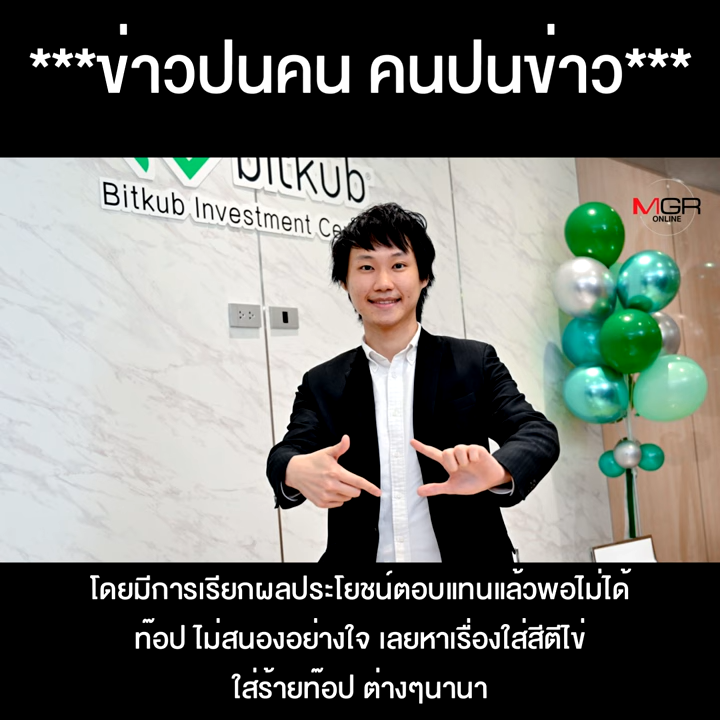 ***ข่าวปนคน คนปนข่าว***
bitkub
Bitkub Investment Ce
MGR
ONLINE
โดยมีการเรียกผลประโยชน์ตอบแทนแล้วพอไม่ได้
ท๊อป ไม่สนองอย่างใจ เลยหาเรื่องใส่สีตีไข่
ใส่ร้ายท๊อป ต่างๆนานา